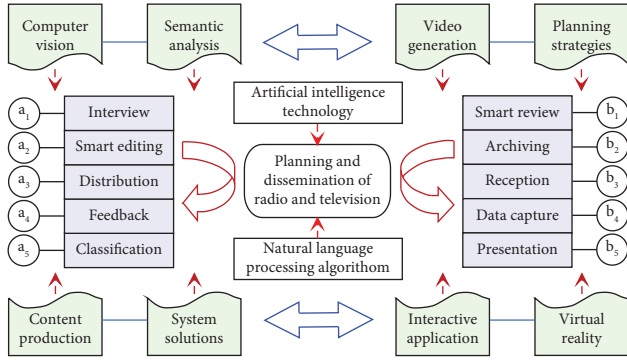 Computer
vision
Semantic
analysis
Video
generation
Planning
strategies
a1
Interview
a2
Smart editing
a3
Distribution
a4
Feedback
a5
Classification
Artificial intelligence
technology
Planning and
dissemination of
radio and television
Natural language
processing algorithom
Smart review
b1
Archiving
b2
Reception
b3
Data capture
b4
Presentation
b5
Content
production
System
solutions
Interactive
application
Virtual
reality